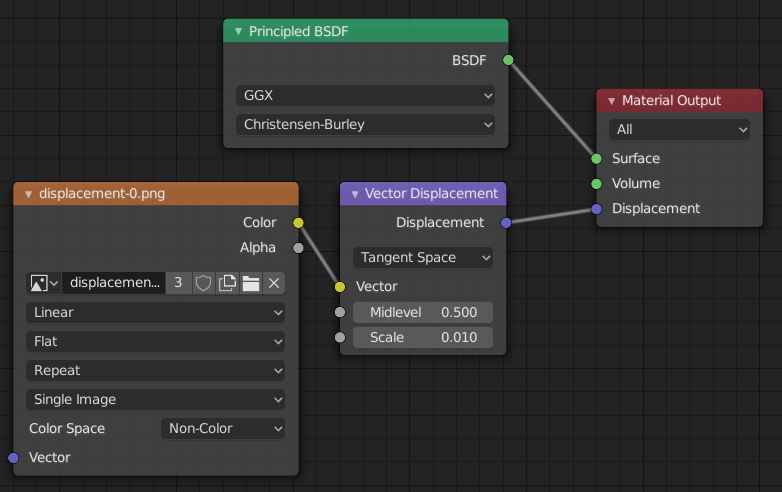 Principled BSDF
BSDF
GGX
Christensen-Burley
Material Output
All
Surface
Volume
Displacement
displacement-0.png
Color
Alpha
displacemen... 3
Linear
Flat
Repeat
Single Image
Color Space Non-Color
Vector
Vector Displacement
Displacement
Tangent Space
Vector
Midlevel 0.500
Scale 0.010